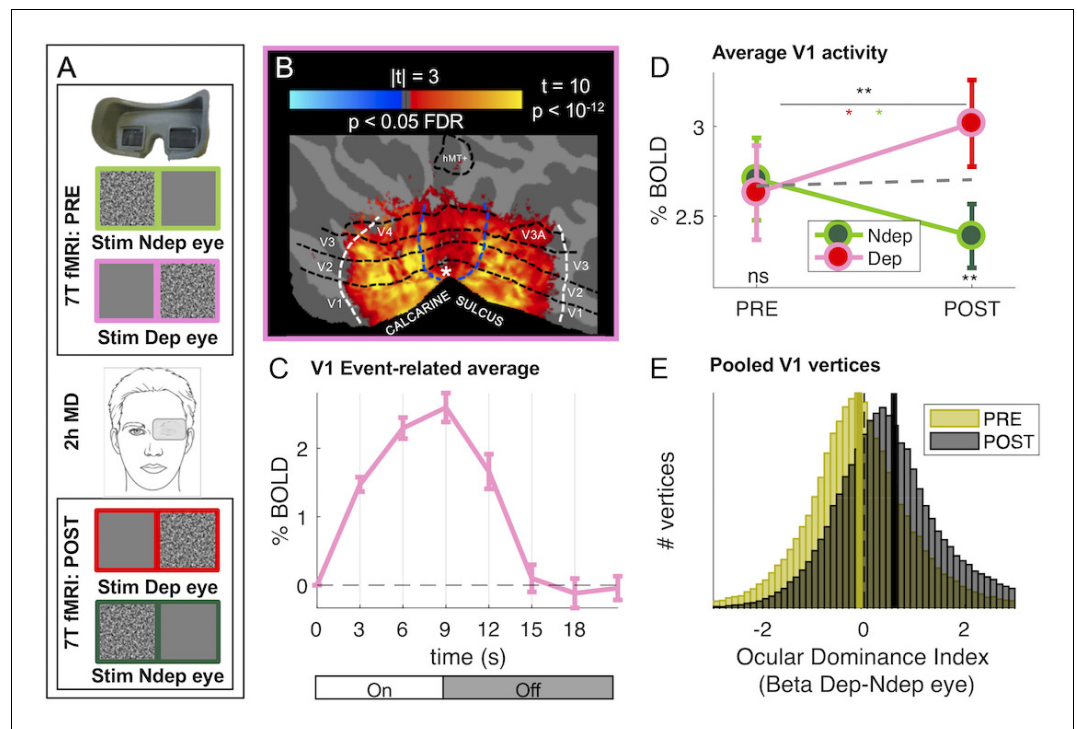 A
7T fMRI: PRE
Stim Ndep eye
Stim Dep eye
2h MD
7T fMRI: POST
Stim Dep eye
Stim Ndep eye
B
|t| = 3
t = 10
p < 10-12
p < 0.05 FDR
hMT+
V4
V3A
V3
V3
V2
V2
V1
V1
*
CALCARINE SULCUS
C
V1 Event-related average
% BOLD
2
1
0
0
3
6
9
12
15
18
time (s)
On
Off
D
Average V1 activity
**
* *
% BOLD
3
2.5
Ndep
Dep
ns
**
PRE
POST
E
Pooled V1 vertices
PRE
POST
# vertices
-2
0
2
Ocular Dominance Index
(Beta Dep-Ndep eye)